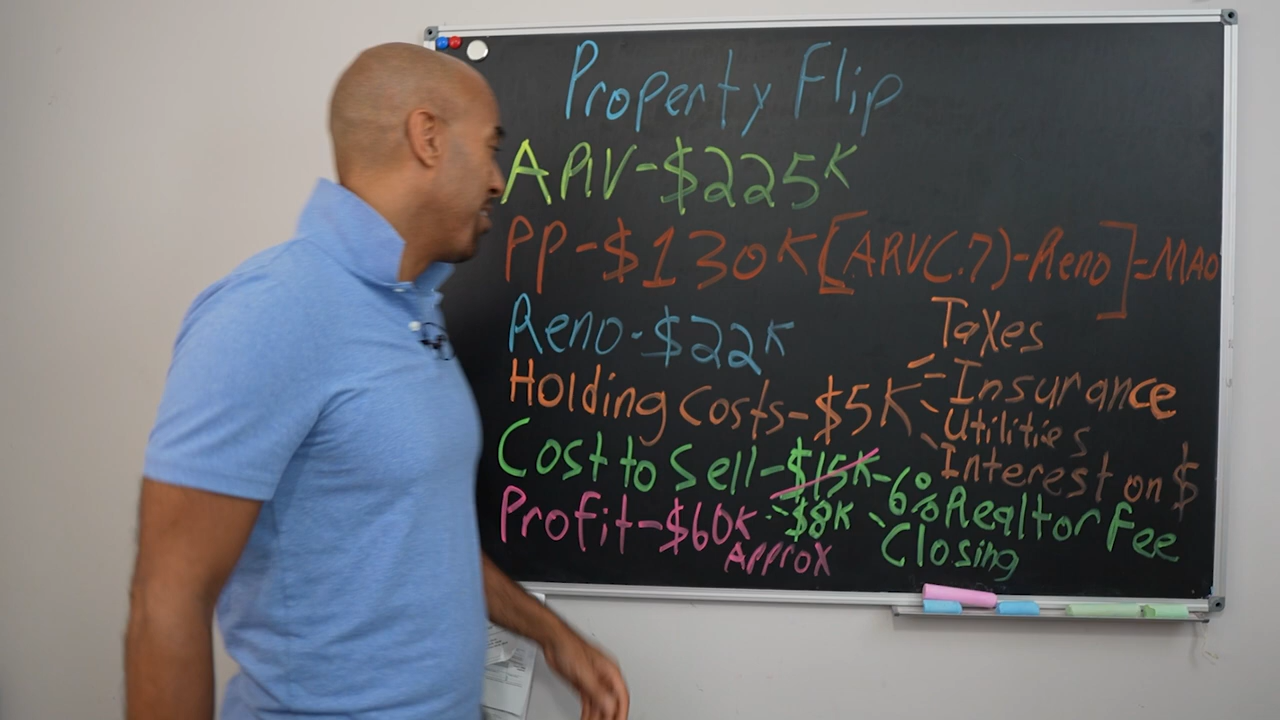 Property Flip
ARV-$225K
PP-$130K[ARV(.7)-Reno]=MAO
Reno-$22K
Taxes
Holding Costs-$5K
Insurance
Utilities
Interest on $
Cost to Sell-$15K-6% Realtor Fee
$8K
Closing
Profit-$60K
Approx